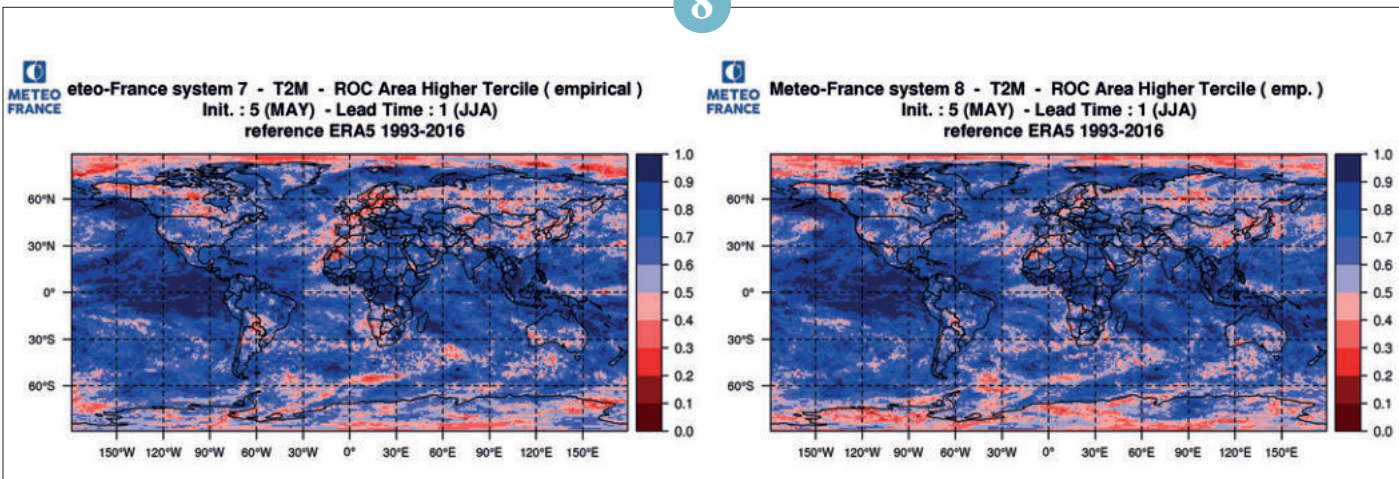 8
METEO
FRANCE
eteo-France system 7 - T2M - ROC Area Higher Tercile ( empirical )
Init. : 5 (MAY) - Lead Time : 1 (JJA)
reference ERA5 1993-2016
60°N
30°N
0°
30°S
60°S
150°W 120°W 90°W 60°W 30°W 0° 30°E 60°E 90°E 120°E 150°E
1.0
0.9
0.8
0.7
0.6
0.5
0.4
0.3
0.2
0.1
0.0
METEO
FRANCE
Meteo-France system 8 - T2M - ROC Area Higher Tercile ( emp. )
Init. : 5 (MAY) - Lead Time : 1 (JJA)
reference ERA5 1993-2016
60°N
30°N
0°
30°S
60°S
150°W 120°W 90°W 60°W 30°W 0° 30°E 60°E 90°E 120°E 150°E
1.0
0.9
0.8
0.7
0.6
0.5
0.4
0.3
0.2
0.1
0.0